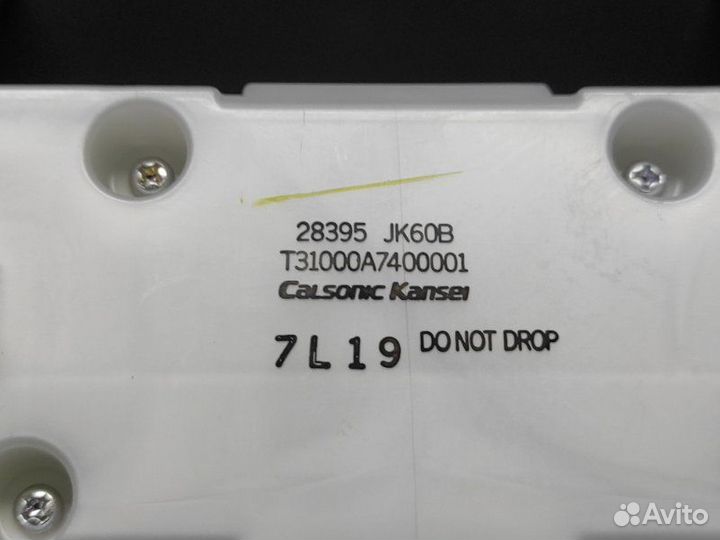 28395 JK60B
T31000A7400001
Calsonic Kansei
7L19 DO NOT DROP
Avito